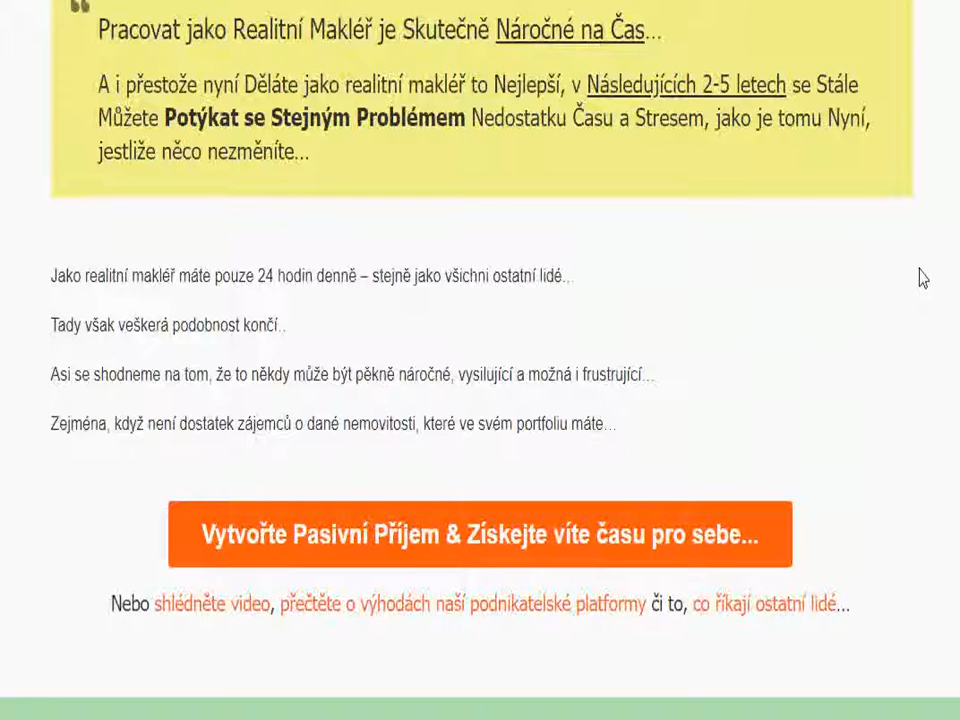 Pracovat jako Realitní Makléř je Skutečně Náročné na Čas...
A i přestože nyní Děláte jako realitní makléř to Nejlepší, v Následujících 2-5 letech se Stále
Můžete Potýkat se Stejným Problémem Nedostatku Času a Stresem, jako je tomu Nyní,
jestliže něco nezměníte...
Jako realitní makléř máte pouze 24 hodin denně – stejně jako všichni ostatní lidé...
Tady však veškerá podobnost končí..
Asi se shodneme na tom, že to někdy může být pěkně náročné, vysilující a možná i frustrující...
Zejména, když není dostatek zájemců o dané nemovitosti, které ve svém portfoliu máte...
Vytvořte Pasivní Příjem & Získejte víte času pro sebe...
Nebo shlédněte video, přečtěte o výhodách naší podnikatelské platformy či to, co říkají ostatní lidé...